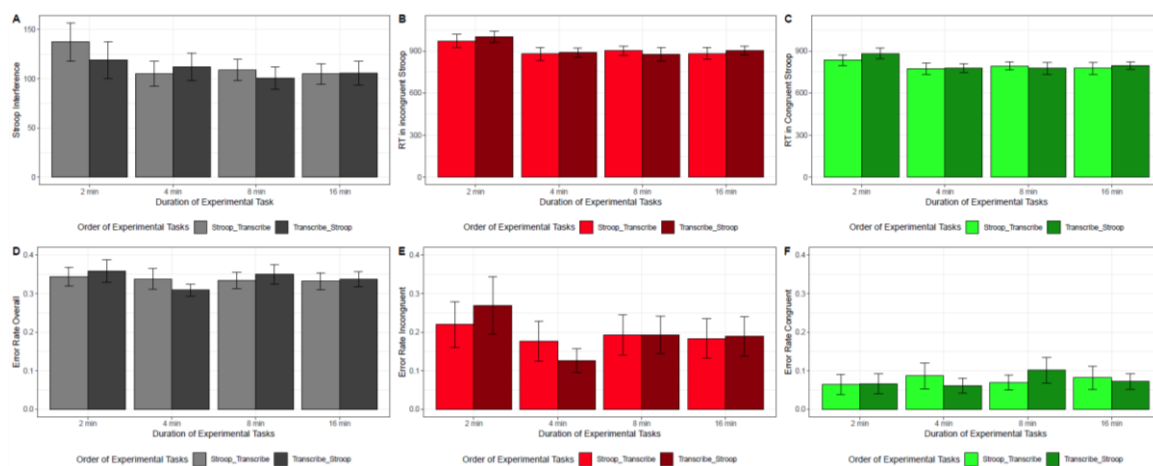 A
Stroop Interference
150
100
50
0
2 min 4 min 8 min 16 min
Duration of Experimental Task
Order of Experimental Tasks Stroop_Transcribe Transcribe_Stroop
B
RT in incongruent Stroop
900
600
300
0
2 min 4 min 8 min 16 min
Duration of Experimental Tasks
Order of Experimental Tasks Stroop_Transcribe Transcribe_Stroop
C
RT in Congruent Stroop
900
600
300
0
2 min 4 min 8 min 16 min
Duration of Experimental Tasks
Order of Experimental Tasks Stroop_Transcribe Transcribe_Stroop
D
Error Rate Overall
0.4
0.3
0.2
0.1
0.0
2 min 4 min 8 min 16 min
Duration of Experimental Tasks
Order of Experimental Tasks Stroop_Transcribe Transcribe_Stroop
E
Error Rate Incongruent
0.4
0.3
0.2
0.1
0.0
2 min 4 min 8 min 16 min
Duration of Experimental Tasks
Order of Experimental Tasks Stroop_Transcribe Transcribe_Stroop
F
Error Rate Congruent
0.4
0.3
0.2
0.1
0.0
2 min 4 min 8 min 16 min
Duration of Experimental Tasks
Order of Experimental Tasks Stroop_Transcribe Transcribe_Stroop